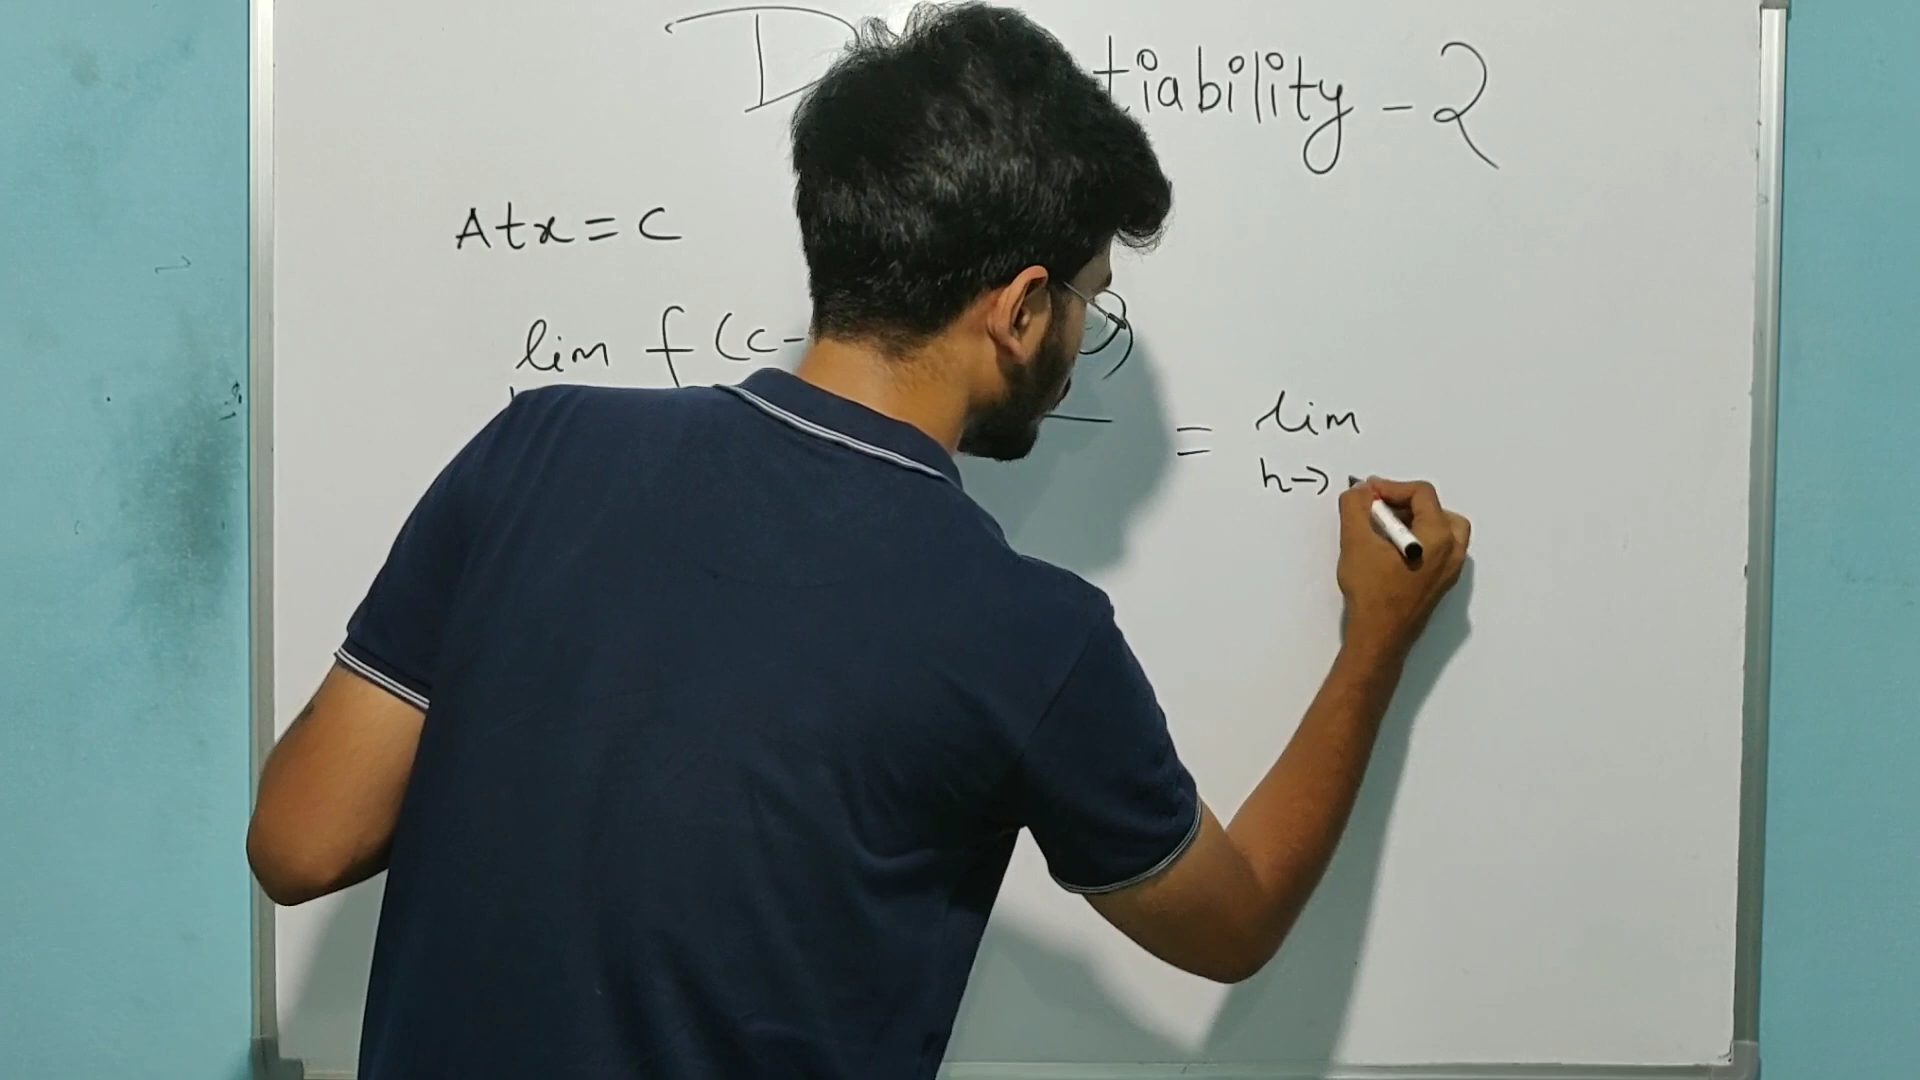 tiability - 2
At x = c
lim f (c -
)
= lim
h →